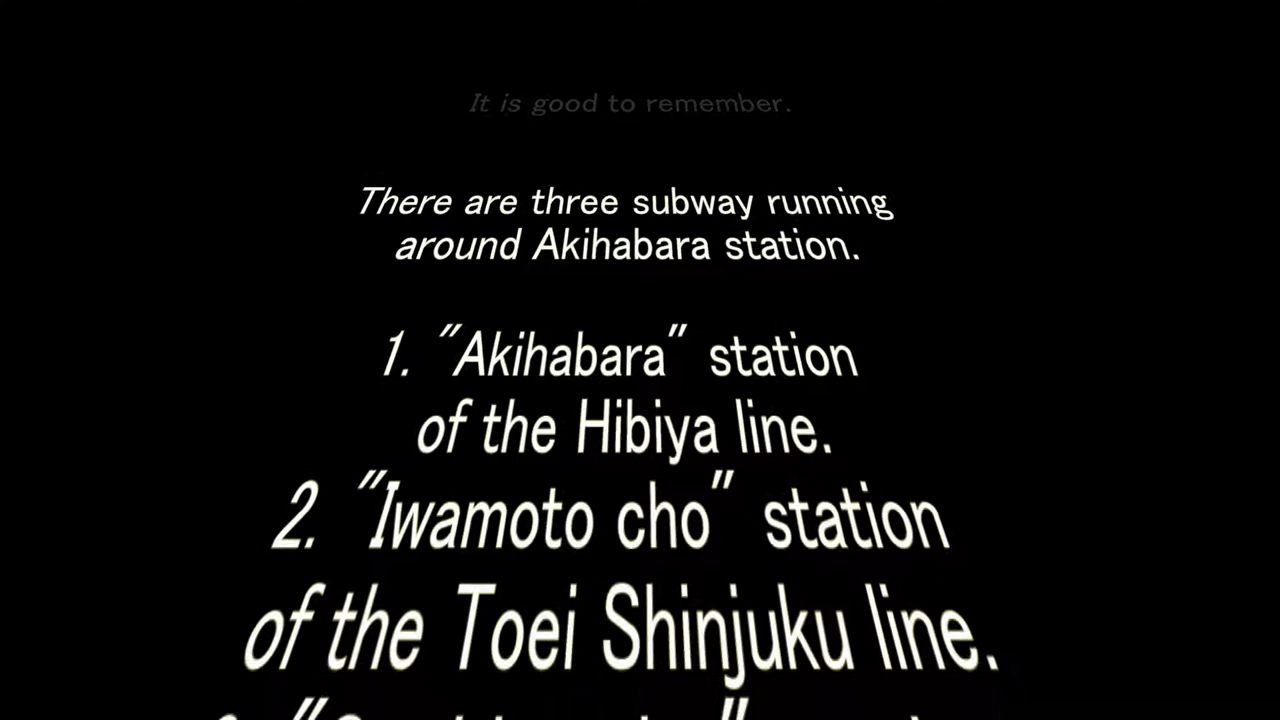 It is good to remember.
There are three subway running
around Akihabara station.
1. "Akihabara" station
of the Hibiya line.
2. "Iwamoto cho" station
of the Toei Shinjuku line.